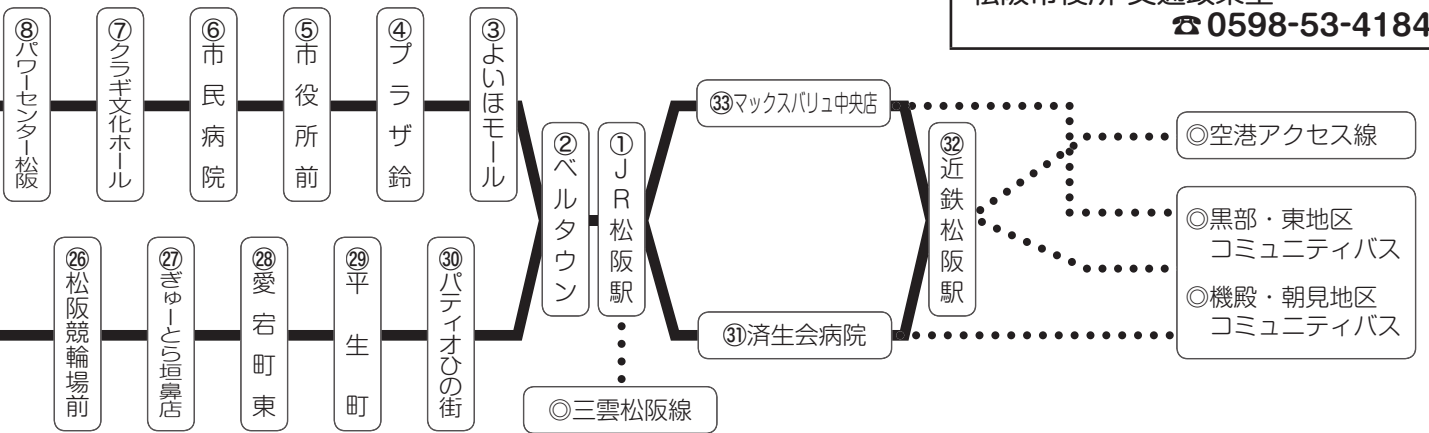 松阪市役所 交通政策室
☎0598-53-4184
⑧パワーセンター松阪
⑦クラギ文化ホール
⑥市民病院
⑤市役所前
④プラザ鈴
③よいほモール
②ベルタウン
①JR松阪駅
㉝マックスバリュ中央店
㉜近鉄松阪駅
◎空港アクセス線
◎黒部・東地区
コミュニティバス
◎機殿・朝見地区
コミュニティバス
㉖松阪競輪場前
㉗ぎゅーとら垣鼻店
㉘愛宕町東
㉙平生町
㉚パティオひの街
㉛済生会病院
◎三雲松阪線